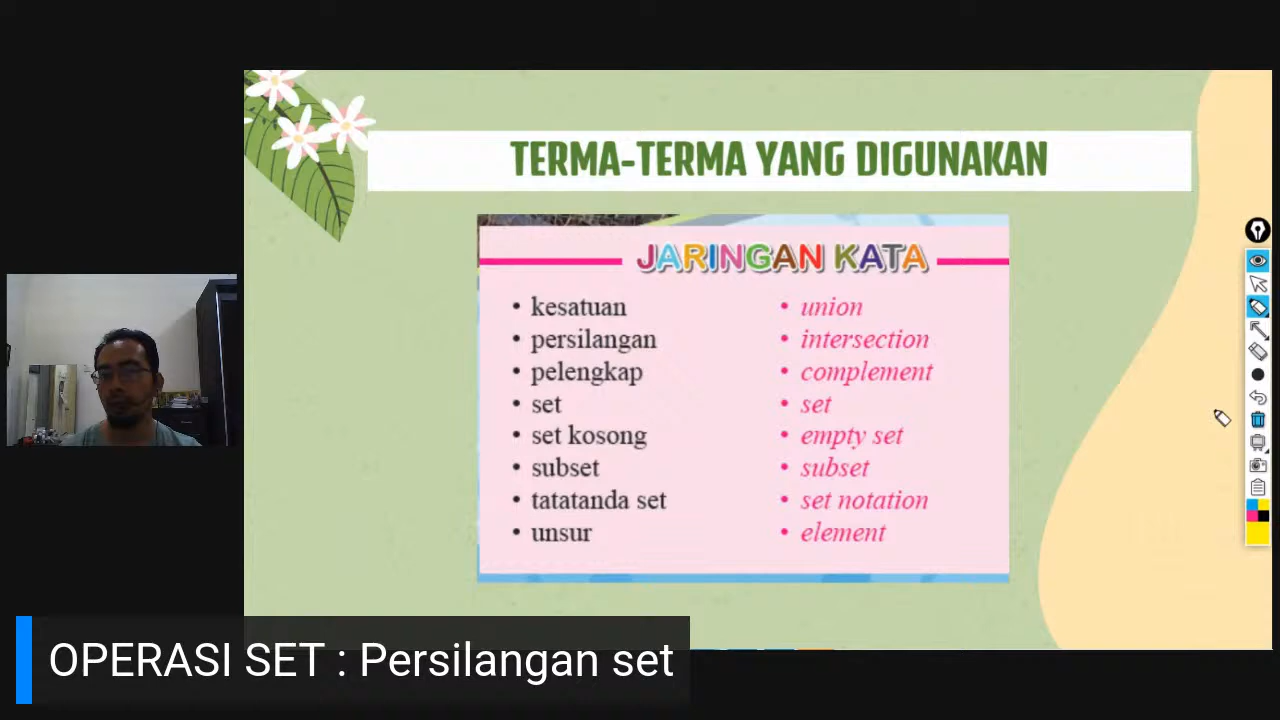 TERMA-TERMA YANG DIGUNAKAN
JARINGAN KATA
• kesatuan • union
• persilangan • intersection
• pelengkap • complement
• set • set
• set kosong • empty set
• subset • subset
• tatatanda set • set notation
• unsur • element
OPERASI SET : Persilangan set